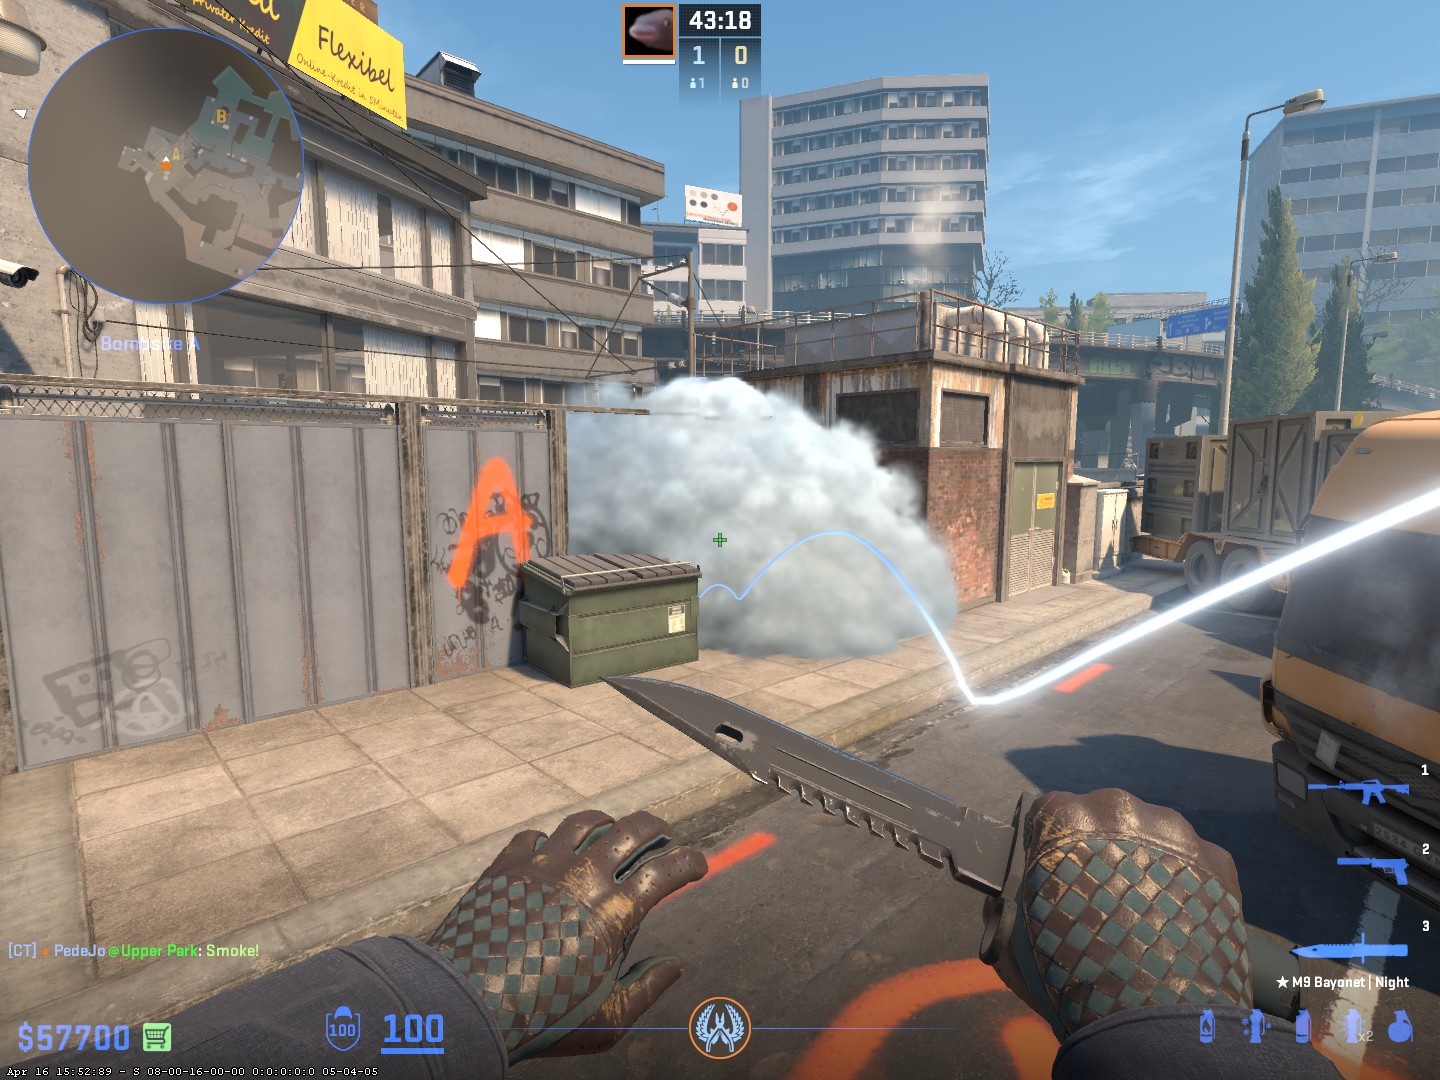 privater Kredit
Flexibel
Online-Kredit in 5 Minuten
43:18
1 0
1 0
B
A
Bombsite A
A
1
2
3
★ M9 Bayonet | Night
[CT] PedeJo @Upper Park: Smoke!
$57700
100
100
x2
Apr 16 15:52:89 - S 08-00-16-00-00 0:0:0:0:0 05-04-05